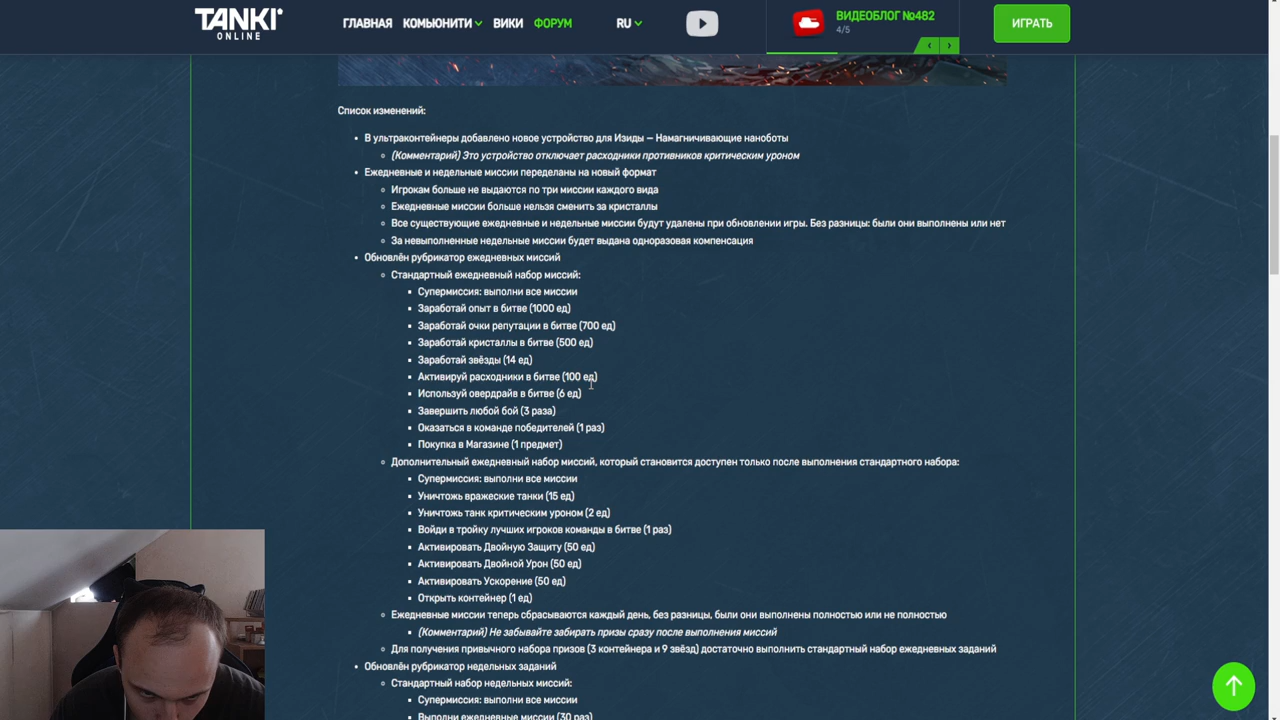 TANKI
ONLINE
ГЛАВНАЯ
КОМЬЮНИТИ
ВИКИ
ФОРУМ
RU
ВИДЕОБЛОГ №482
4/5
ИГРАТЬ
Список изменений:
В ультраконтейнеры добавлено новое устройство для Изиды — Намагничивающие наноботы
(Комментарий) Это устройство отключает расходники противников критическим уроном
Ежедневные и недельные миссии переделаны на новый формат
Игрокам больше не выдаются по три миссии каждого вида
Ежедневные миссии больше нельзя сменить за кристаллы
Все существующие ежедневные и недельные миссии будут удалены при обновлении игры. Без разницы: были они выполнены или нет
За невыполненные недельные миссии будет выдана одноразовая компенсация
Обновлён рубрикатор ежедневных миссий
Стандартный ежедневный набор миссий:
Супермиссия: выполни все миссии
Заработай опыт в битве (1000 ед)
Заработай очки репутации в битве (700 ед)
Заработай кристаллы в битве (500 ед)
Заработай звёзды (14 ед)
Активируй расходники в битве (100 ед)
Используй овердрайв в битве (6 ед)
Завершить любой бой (3 раза)
Оказаться в команде победителей (1 раз)
Покупка в Магазине (1 предмет)
Дополнительный ежедневный набор миссий, который становится доступен только после выполнения стандартного набора:
Супермиссия: выполни все миссии
Уничтожь вражеские танки (15 ед)
Уничтожь танк критическим уроном (2 ед)
Войди в тройку лучших игроков команды в битве (1 раз)
Активировать Двойную Защиту (50 ед)
Активировать Двойной Урон (50 ед)
Активировать Ускорение (50 ед)
Открыть контейнер (1 ед)
Ежедневные миссии теперь сбрасываются каждый день, без разницы, были они выполнены полностью или не полностью
(Комментарий) Не забывайте забирать призы сразу после выполнения миссий
Для получения привычного набора призов (3 контейнера и 9 звёзд) достаточно выполнить стандартный набор ежедневных заданий
Обновлён рубрикатор недельных заданий
Стандартный набор недельных миссий:
Супермиссия: выполни все миссии
Выполни ежедневные миссии (30 раз)